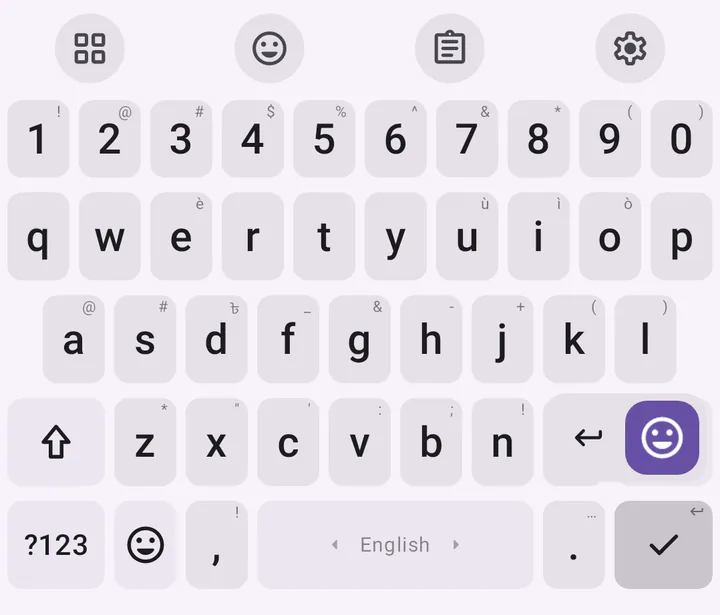 ! @ # $ % ^ & * ( )
1 2 3 4 5 6 7 8 9 0
è ù ì ò
q w e r t y u i o p
@ # ъ _ & - + ( )
a s d f g h j k l
* " ' : ; !
z x c v b n
! …
?123 , English .